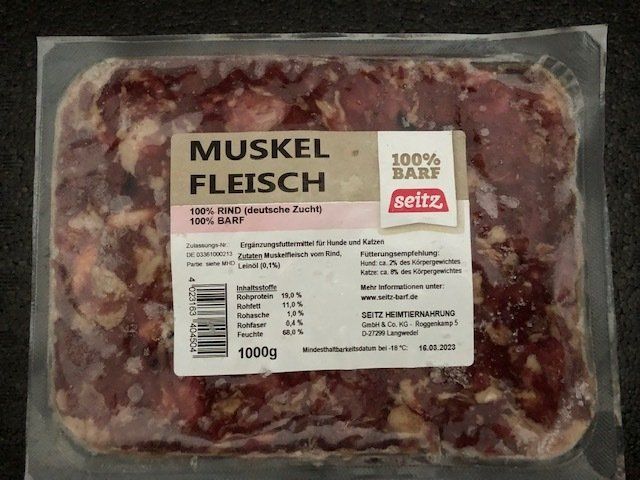 MUSKEL
FLEISCH
100%
BARF
seitz
100% RIND (deutsche Zucht)
100% BARF
Zulassungs-Nr.
DE 03361000213
Partie: siehe MHD
Ergänzungsfuttermittel für Hunde und Katzen
Zutaten Muskelfleisch vom Rind,
Leinöl (0,1%)
Fütterungsempfehlung:
Hund: ca. 2% des Körpergewichtes
Katze: ca. 8% des Körpergewichtes
Mehr Informationen unter:
www.seitz-barf.de
Inhaltsstoffe
Rohprotein 19,0 %
Rohfett 11,0 %
Rohasche 1,0 %
Rohfaser 0,4 %
Feuchte 68,0 %
SEITZ HEIMTIERNAHRUNG
GmbH & Co. KG - Roggenkamp 5
D-27299 Langwedel
4 023163 404504
1000g
Mindesthaltbarkeitsdatum bei -18 °C: 16.03.2023